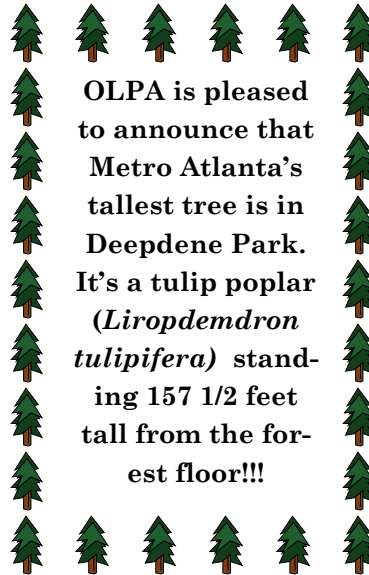 OLPA is pleased
to announce that
Metro Atlanta’s
tallest tree is in
Deepdene Park.
It’s a tulip poplar
(Liropdemdron
tulipifera) stand-
ing 157 1/2 feet
tall from the for-
est floor!!!